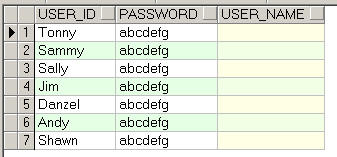 USER_ID PASSWORD USER_NAME
1 Tonny abcdefg
2 Sammy abcdefg
3 Sally abcdefg
4 Jim abcdefg
5 Danzel abcdefg
6 Andy abcdefg
7 Shawn abcdefg